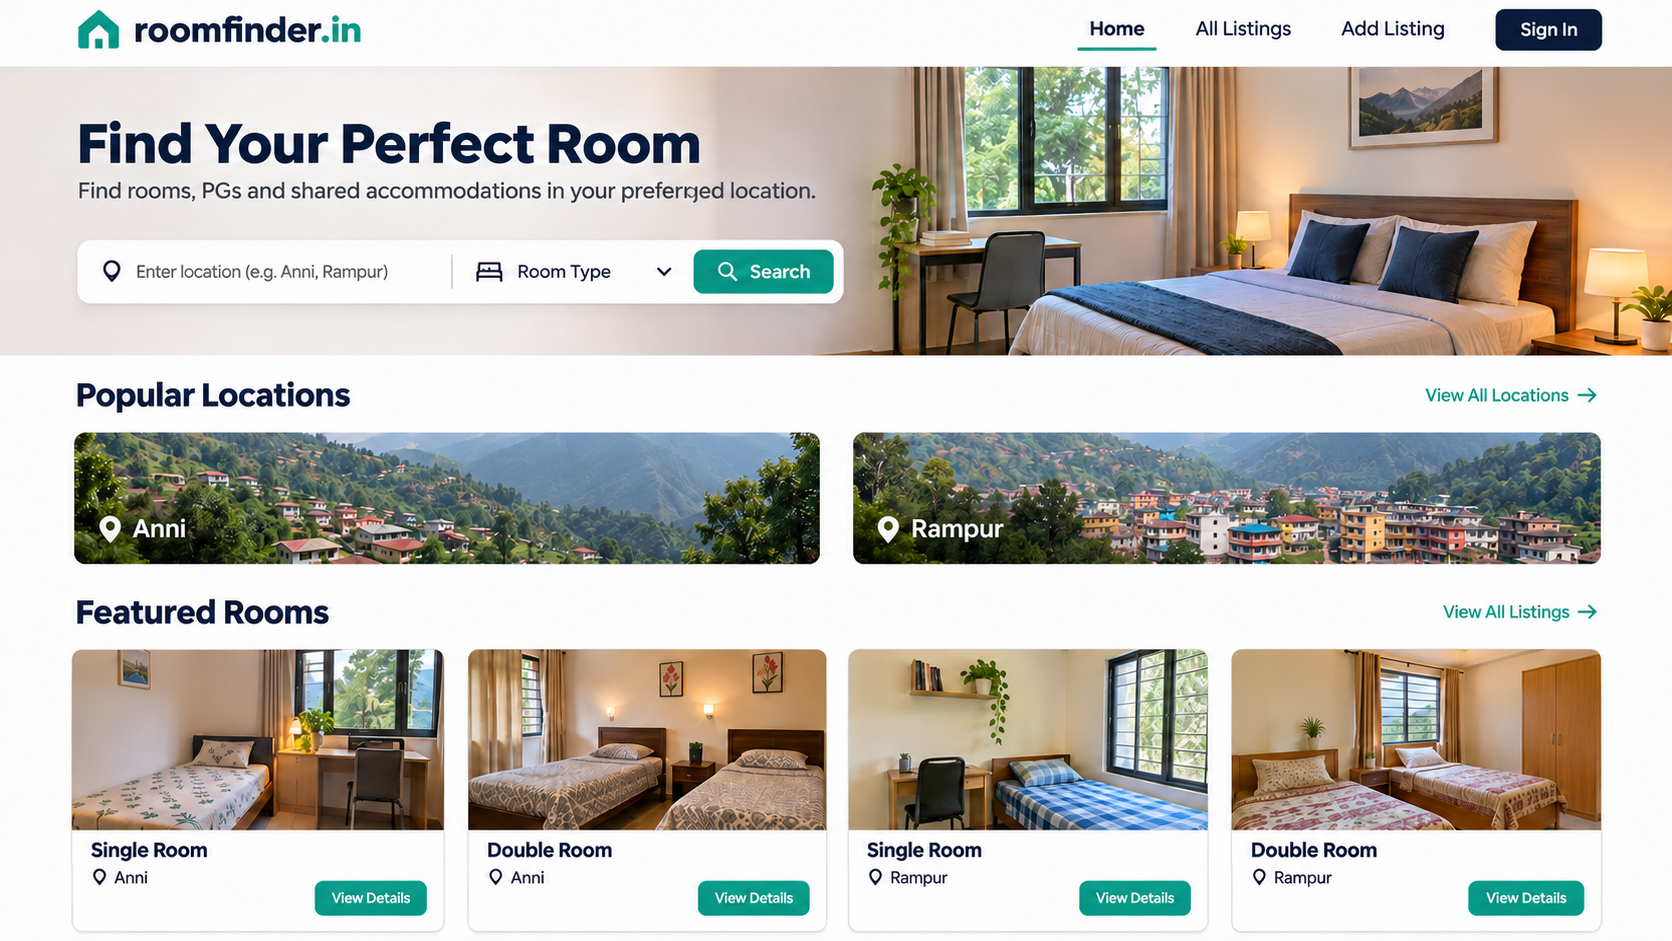 roomfinder.in
Home
All Listings
Add Listing
Sign In
Find Your Perfect Room
Find rooms, PGs and shared accommodations in your location.
Enter location (e.g. Anni, Rampur)
Room Type
Search
Popular Locations
View All Locations →
Anni
Rampur
Featured Rooms
View All Listings →
Single Room
Anni
View Details
Double Room
Anni
View Details
Single Room
Rampur
View Details
Double Room
Rampur
View Details